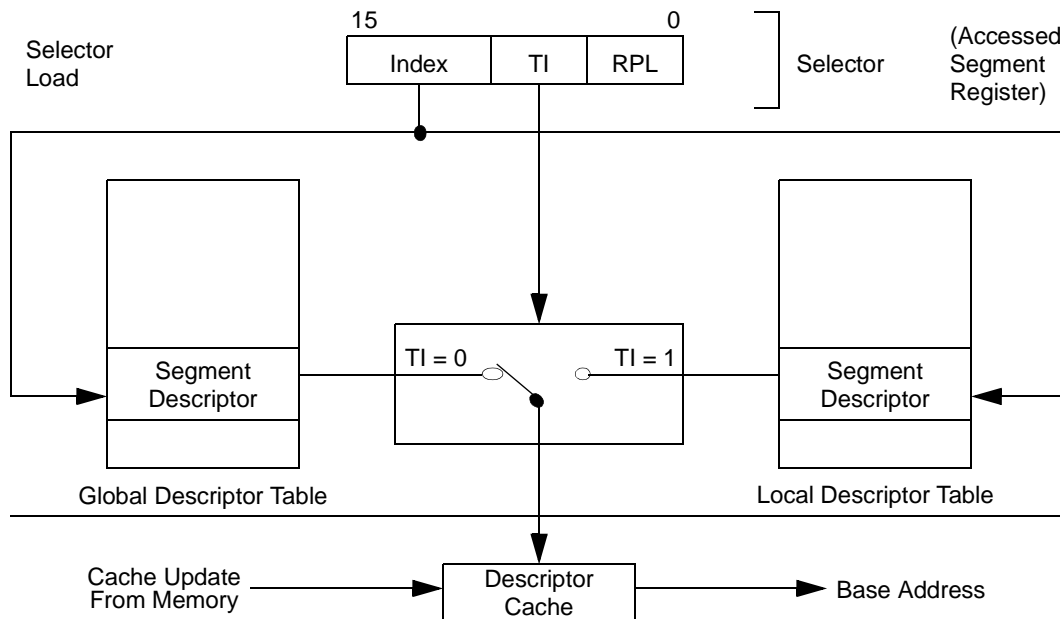 15 0
Selector
Load
Index TI RPL
Selector
(Accessed
Segment
Register)
TI = 0 TI = 1
Segment
Descriptor
Segment
Descriptor
Global Descriptor Table
Local Descriptor Table
Cache Update
From Memory
Descriptor
Cache
Base Address